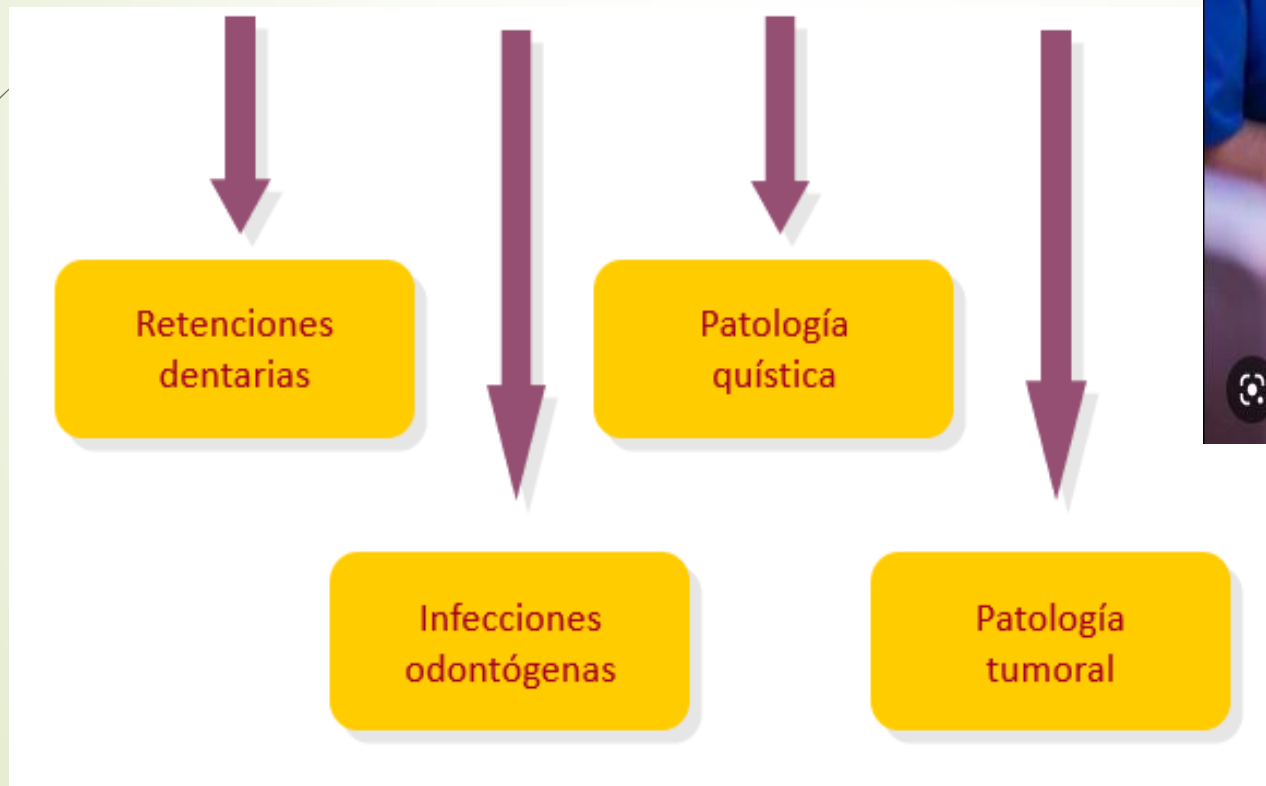 Retenciones
dentarias
Patología
quística
Infecciones
odontógenas
Patología
tumoral